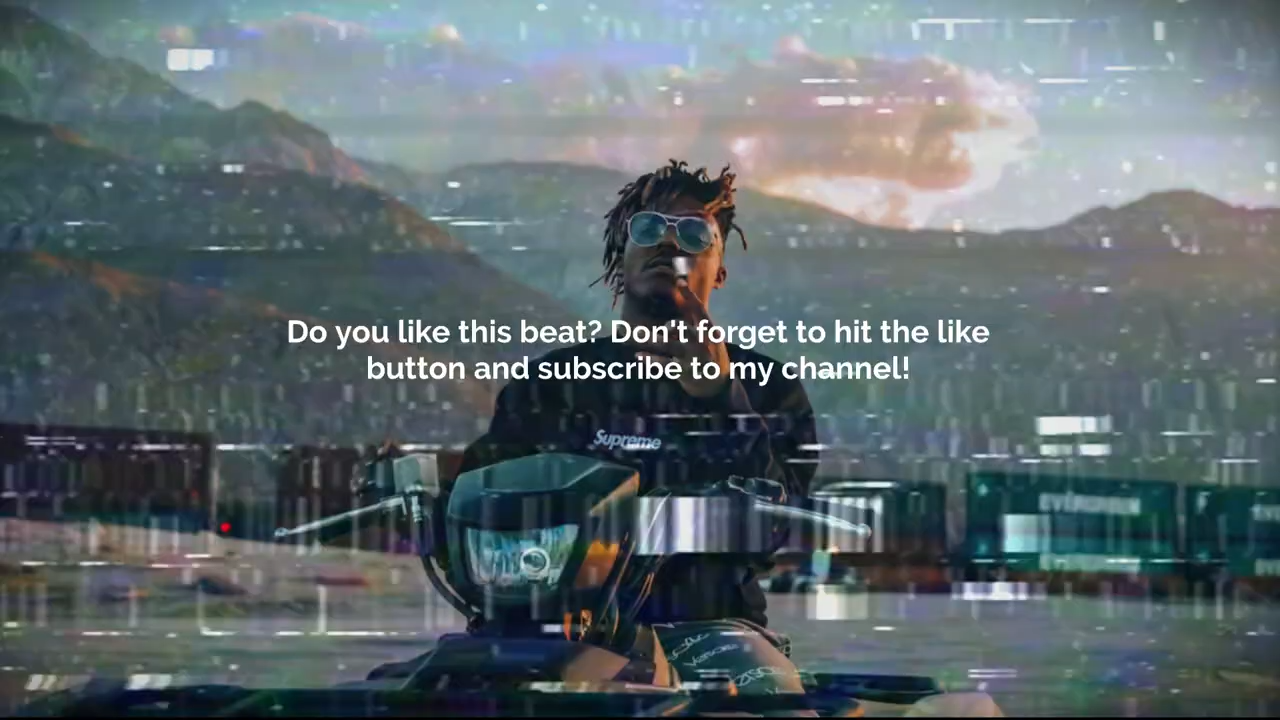 Do you like this beat? Don't forget to hit the like
button and subscribe to my channel!
Supreme